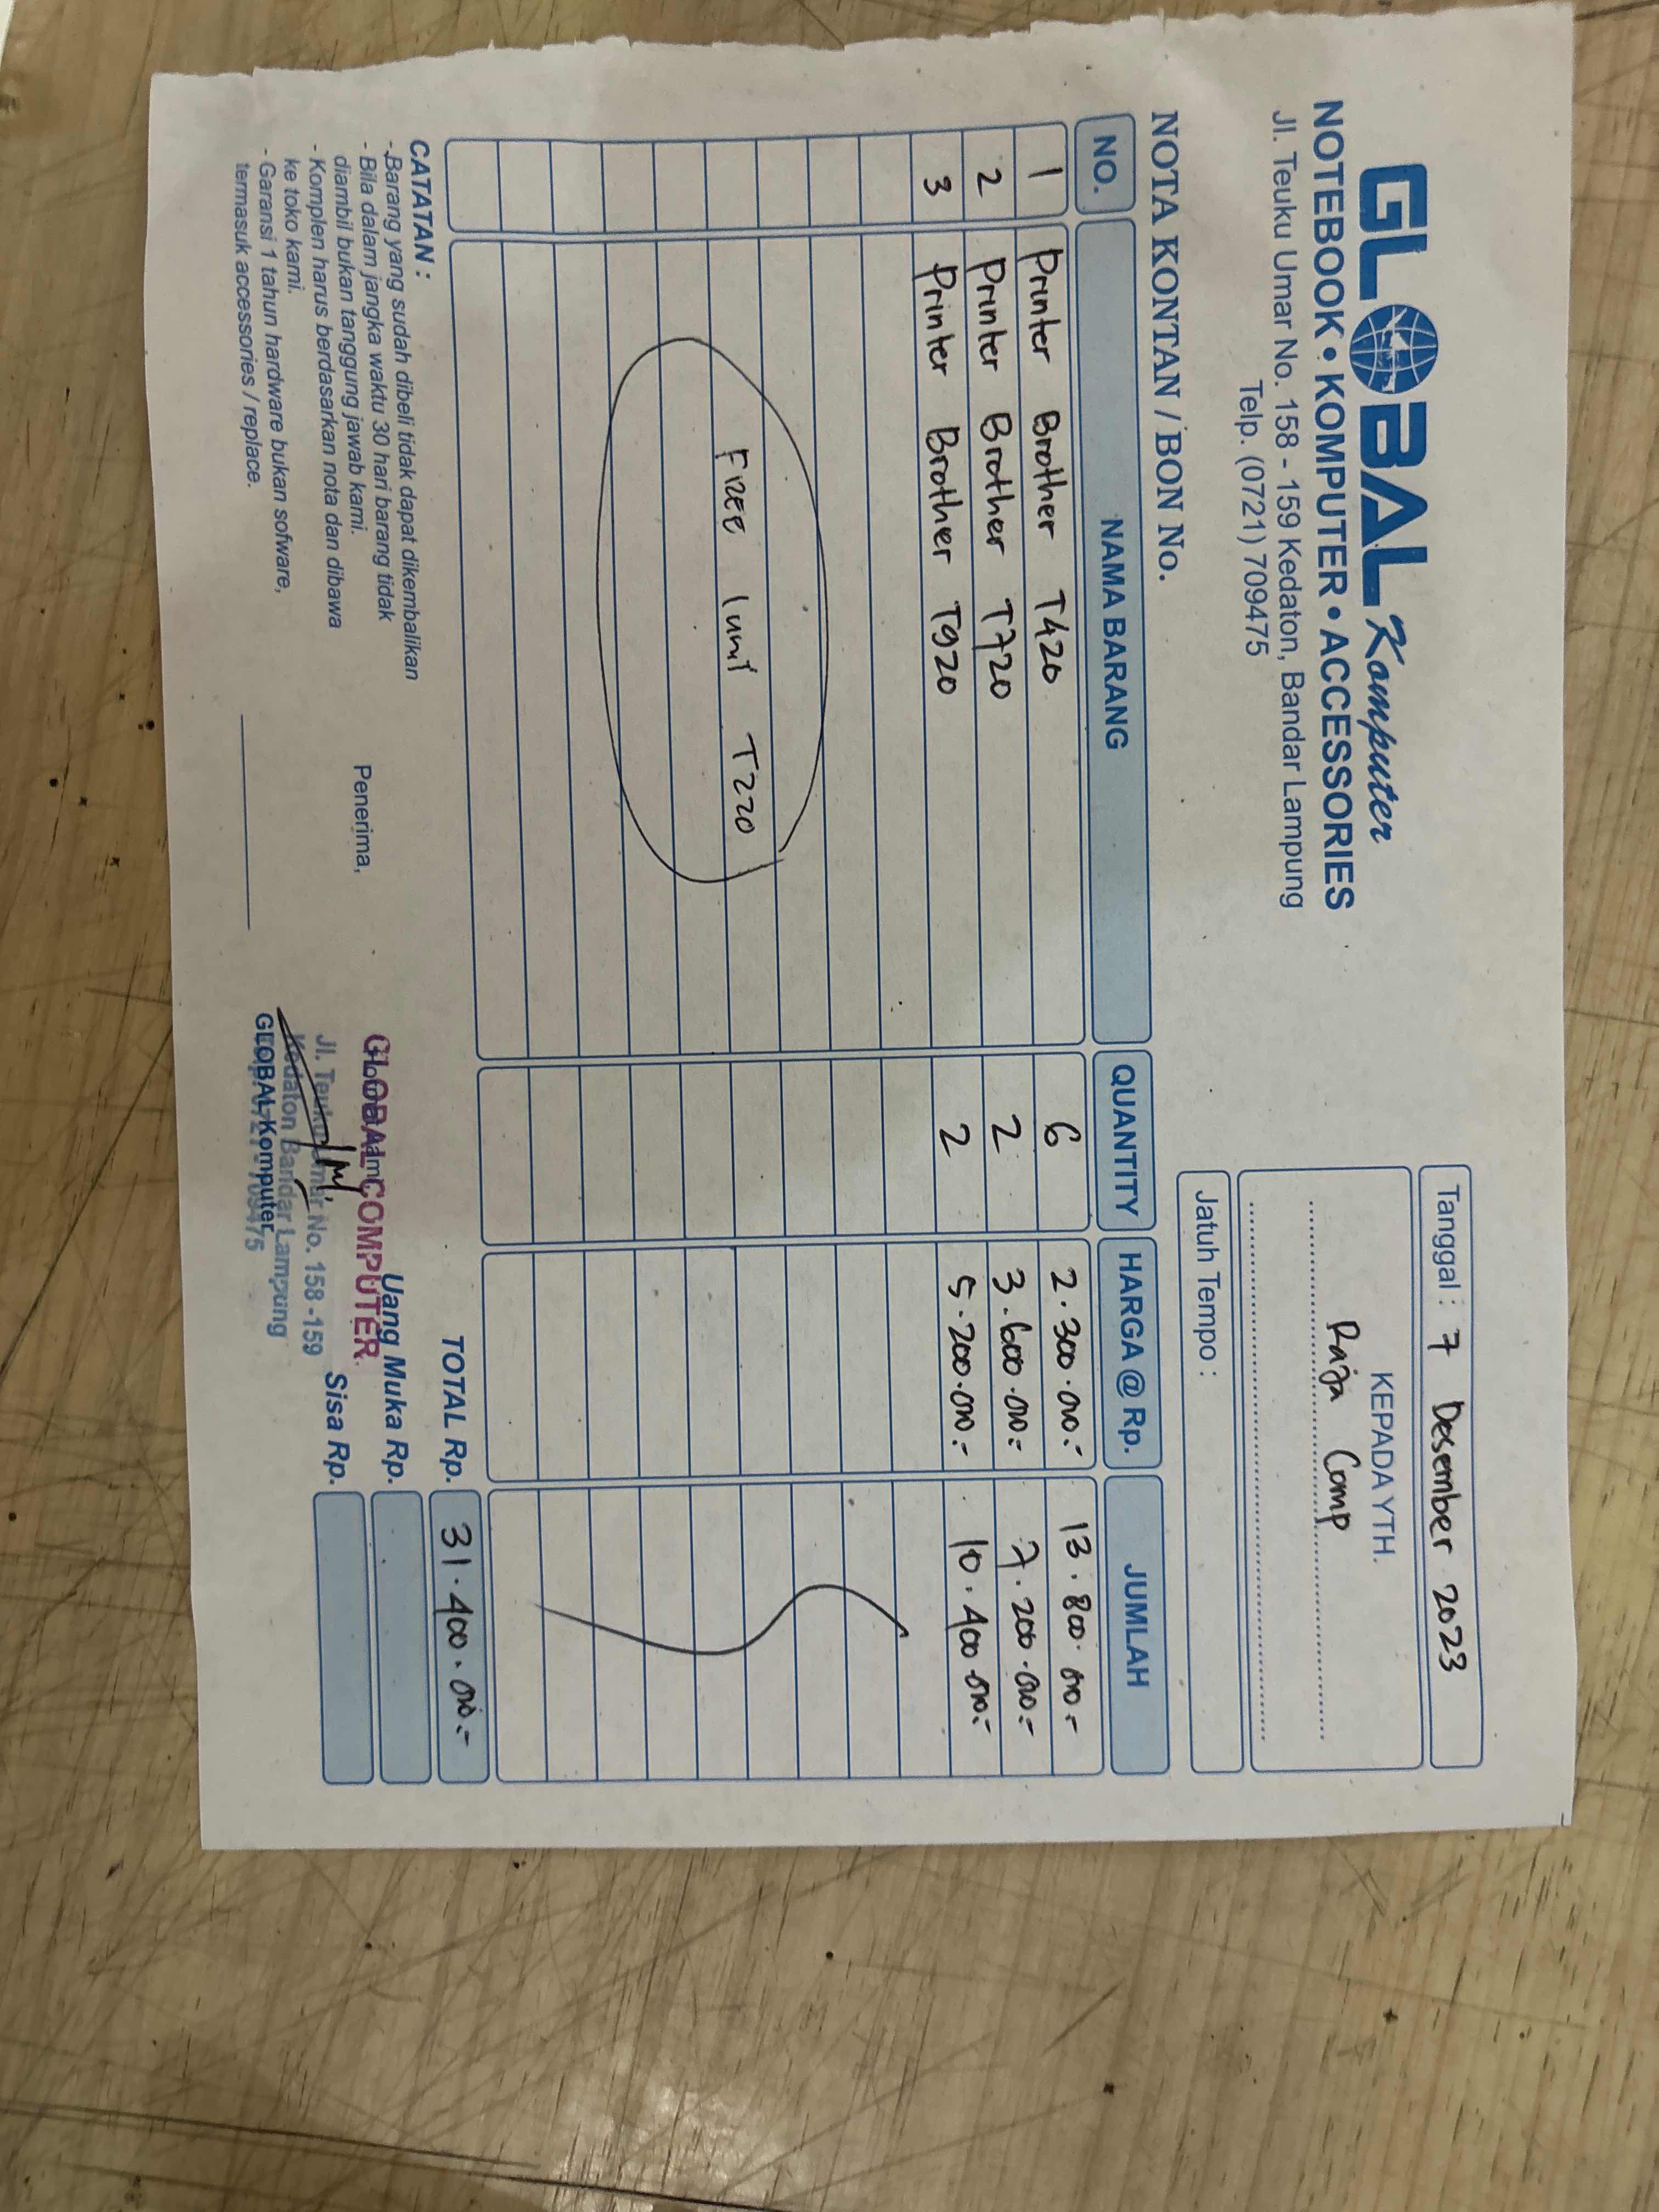 GLOBAL Komputer
NOTEBOOK • KOMPUTER • ACCESSORIES
Jl. Teuku Umar No. 158 - 159 Kedaton, Bandar Lampung
Telp. (0721) 709475
Tanggal : 7 Desember 2023
KEPADA YTH.
Raja Comp
Jatuh Tempo :
NOTA KONTAN / BON No.
NO. NAMA BARANG QUANTITY HARGA @ Rp. JUMLAH
1 Printer Brother T420 6 2.300.000.- 13.800.000.-
2 Printer Brother T720 2 3.600.000.- 7.200.000.-
3 Printer Brother T920 2 5.200.000.- 10.400.000.-
Free 1unit T220
TOTAL Rp. 31.400.000.-
Uang Muka Rp.
Sisa Rp.
CATATAN :
- Barang yang sudah dibeli tidak dapat dikembalikan
- Bila dalam jangka waktu 30 hari barang tidak
diambil bukan tanggung jawab kami.
- Komplen harus berdasarkan nota dan dibawa
ke toko kami.
- Garansi 1 tahun hardware bukan sofware,
termasuk accessories / replace.
Penerima,
GLOBAL COMPUTER
Jl. Teuku Umar No. 158 -159
Kedaton Bandar Lampung
GLOBAL Komputer